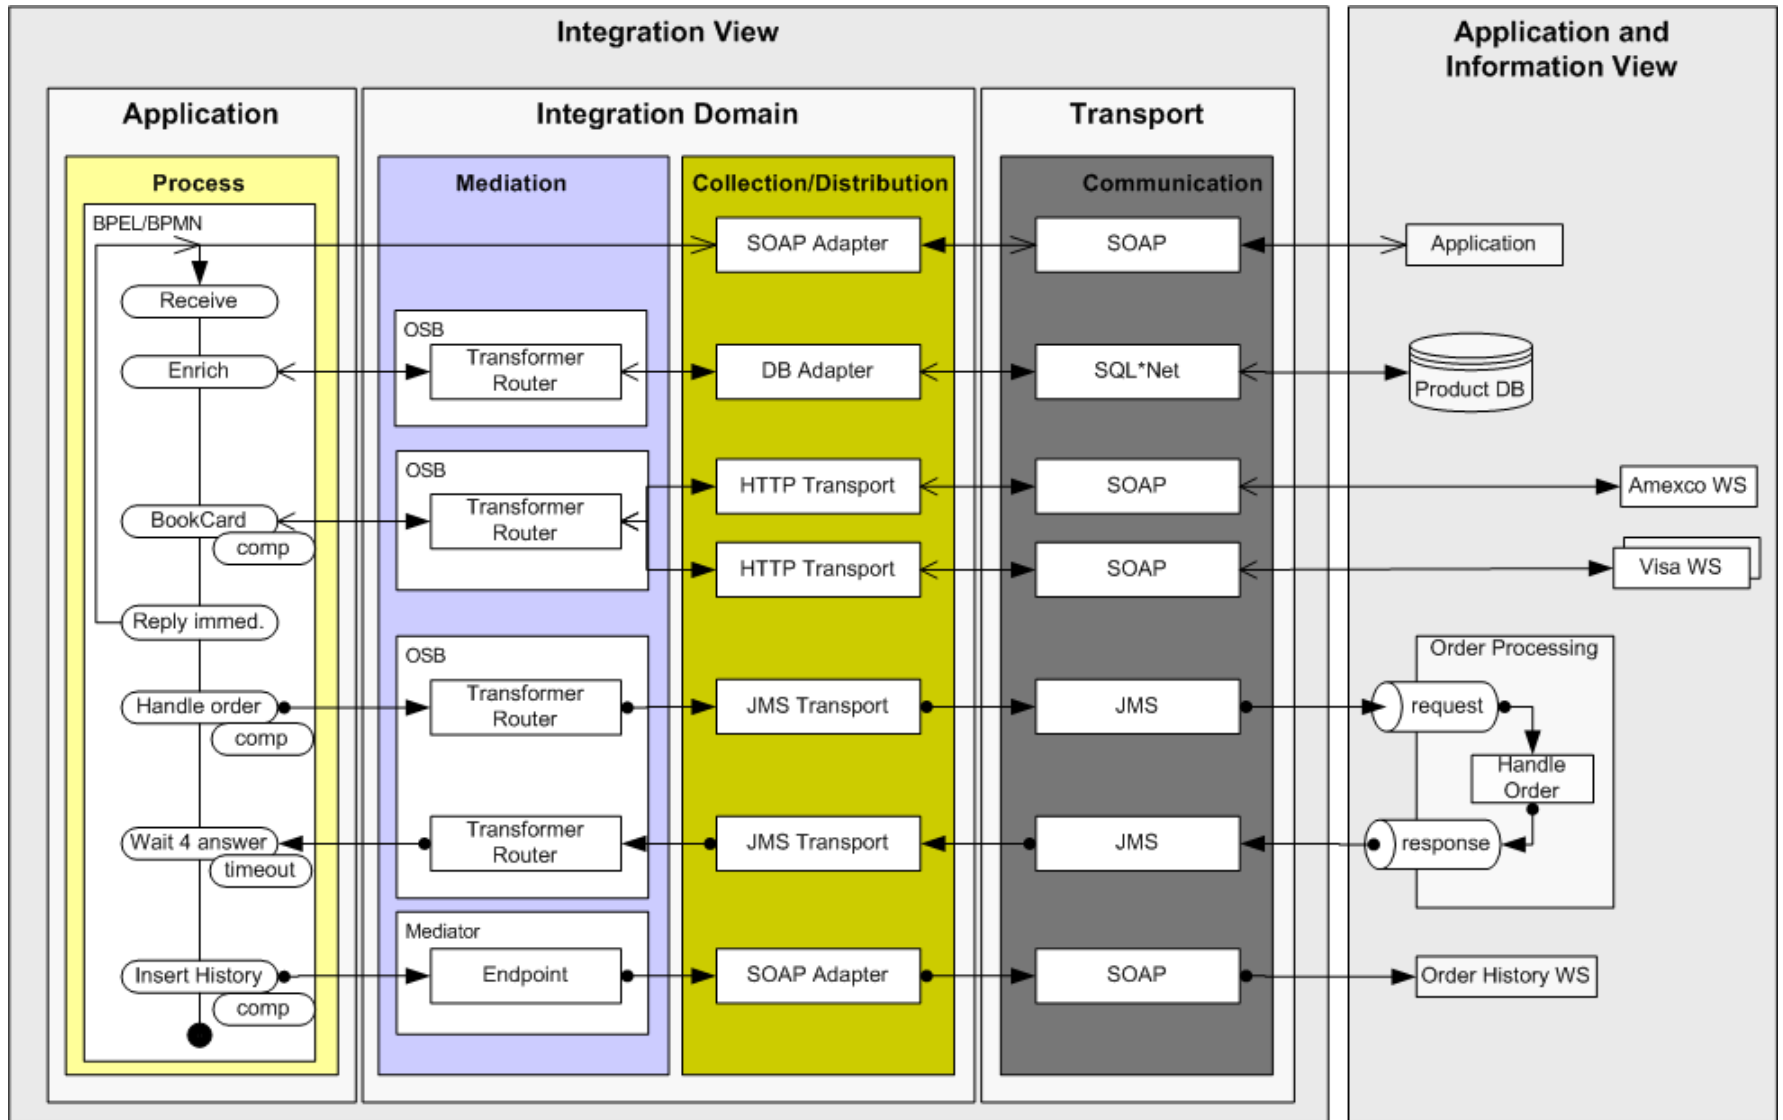 Integration View
Application and
Information View
Application
Integration Domain
Transport
Process
Mediation
Collection/Distribution
Communication
BPEL/BPMN
SOAP Adapter
SOAP
Application
Receive
OSB
Enrich
Transformer
Router
DB Adapter
SQL*Net
Product DB
OSB
HTTP Transport
SOAP
Amexco WS
BookCard
comp
Transformer
Router
HTTP Transport
SOAP
Visa WS
Reply immed.
OSB
Order Processing
Handle order
comp
Transformer
Router
JMS Transport
JMS
request
Handle
Order
Wait 4 answer
timeout
Transformer
Router
JMS Transport
JMS
response
Mediator
Insert History
comp
Endpoint
SOAP Adapter
SOAP
Order History WS